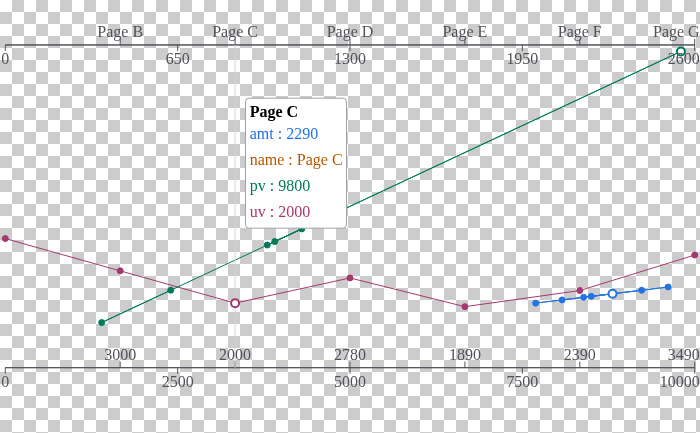 Page B Page C Page D Page E Page F Page G
0 650 1300 1950 2600
Page C
amt : 2290
name : Page C
pv : 9800
uv : 2000
3000 2000 2780 1890 2390 3490
0 2500 5000 7500 10000